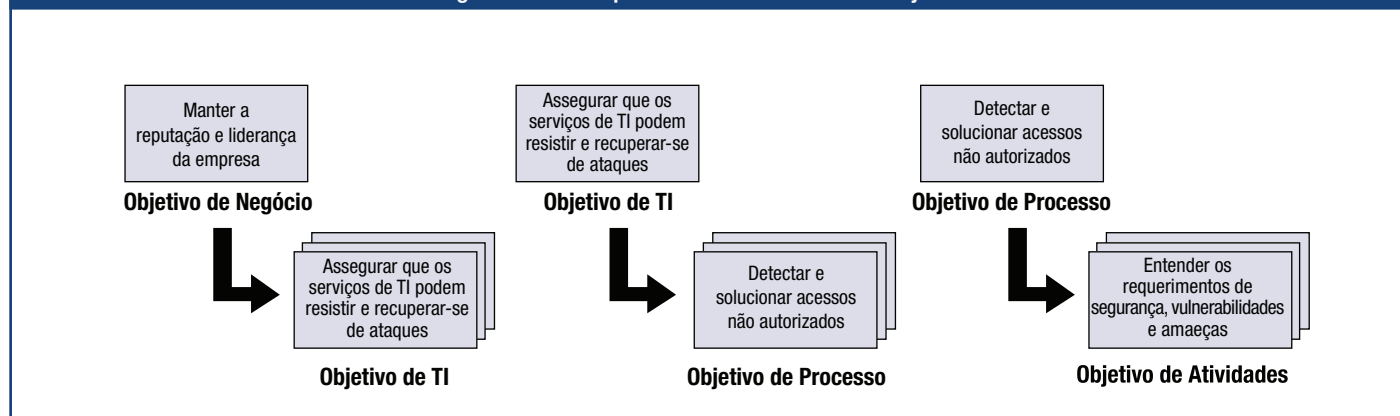 Manter a
reputação e liderança
da empresa
Objetivo de Negócio
Assegurar que os
serviços de TI podem
resistir e recuperar-se
de ataques
Objetivo de TI
Assegurar que os
serviços de TI podem
resistir e recuperar-se
de ataques
Objetivo de TI
Detectar e
solucionar acessos
não autorizados
Objetivo de Processo
Detectar e
solucionar acessos
não autorizados
Objetivo de Processo
Entender os
requerimentos de
segurança, vulnerabilidades
e amaeças
Objetivo de Atividades